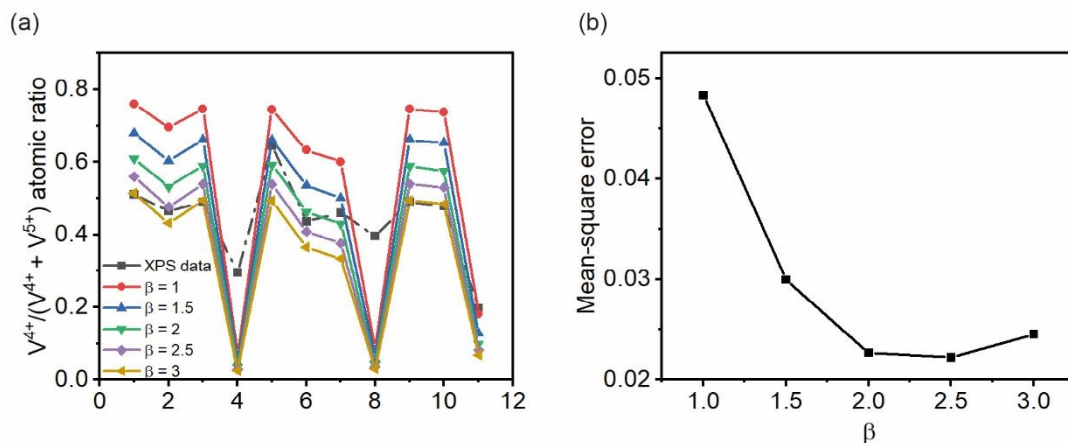 (a)
(b)
V⁴⁺/(V⁴⁺ + V⁵⁺) atomic ratio
0.8
0.6
0.4
0.2
0.0
XPS data
β = 1
β = 1.5
β = 2
β = 2.5
β = 3
0 2 4 6 8 10 12
Mean-square error
0.05
0.04
0.03
0.02
1.0 1.5 2.0 2.5 3.0
β